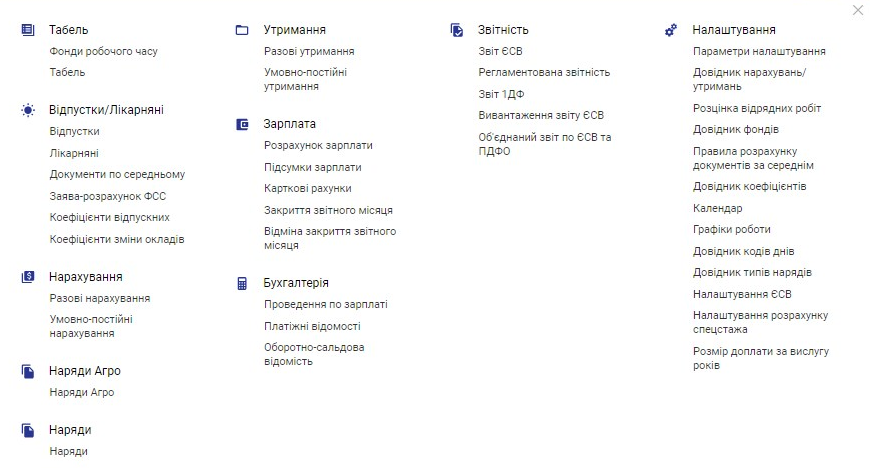 Табель
Фонди робочого часу
Табель
Відпустки/Лікарняні
Відпустки
Лікарняні
Документи по середньому
Заява-розрахунок ФСС
Коефіцієнти відпускних
Коефіцієнти зміни окладів
Нарахування
Разові нарахування
Умовно-постійні
нарахування
Наряди Агро
Наряди Агро
Наряди
Наряди
Утримання
Разові утримання
Умовно-постійні
утримання
Зарплата
Розрахунок зарплати
Підсумки зарплати
Карткові рахунки
Закриття звітного місяця
Відміна закриття звітного
місяця
Бухгалтерія
Проведення по зарплаті
Платіжні відомості
Оборотно-сальдова
відомість
Звітність
Звіт ЄСВ
Регламентована звітність
Звіт 1ДФ
Вивантаження звіту ЄСВ
Об'єднаний звіт по ЄСВ та
ПДФО
Налаштування
Параметри налаштування
Довідник нарахувань/
утримань
Розцінка відрядних робіт
Довідник фондів
Правила розрахунку
документів за середнім
Довідник коефіцієнтів
Календар
Графіки роботи
Довідник кодів днів
Довідник типів нарядів
Налаштування ЄСВ
Налаштування розрахунку
спецстажа
Розмір доплати за вислугу
років